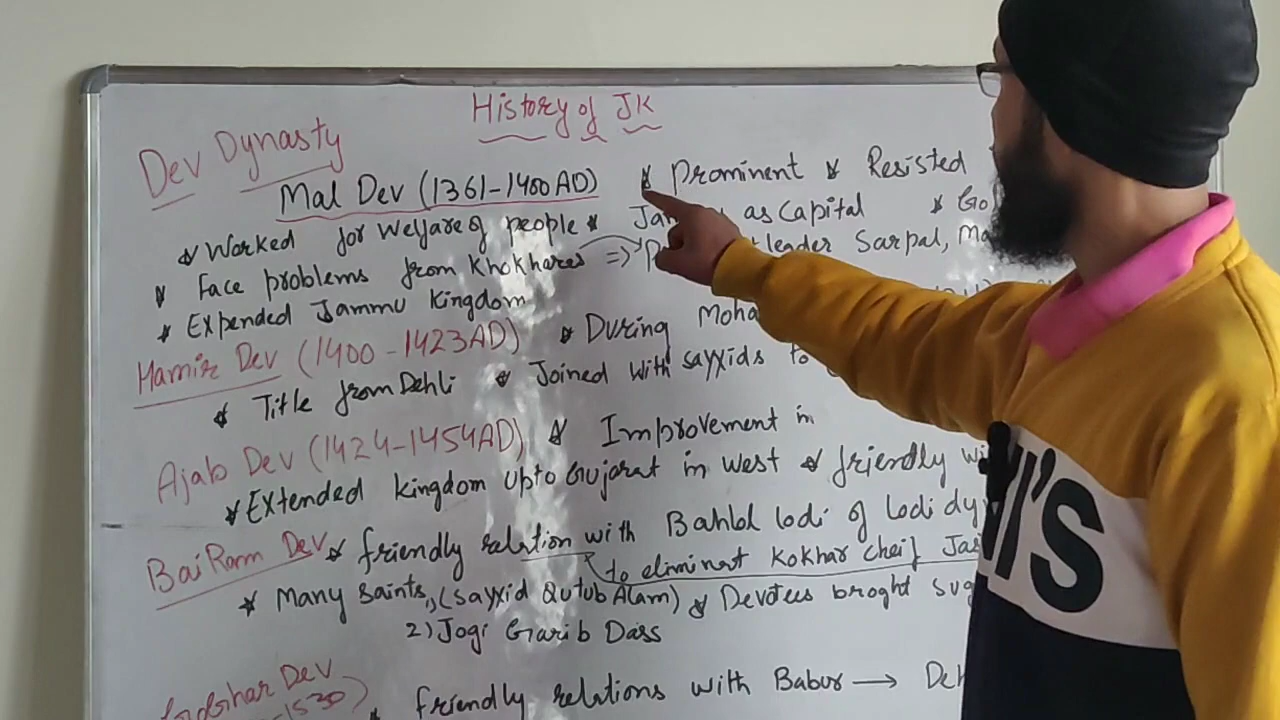 History of JK
Dev Dynasty
Mal Dev (1361-1400 AD) * Prominent * Resisted
* Worked for Welfare of people * as Capital *
* Face problems from Khokhares => leader Sarpal,
* Expended Jammu Kingdom
Hamir Dev (1400-1423AD) * During
* Title from Dehli * Joined with sayxids to
Ajab Dev (1424-1454AD) * Improvement in
* Extended kingdom upto Gujarat in west * friendly
BaiRam Dev * friendly relation with Bahlol lodi of Lodi
to eliminat Kokhar cheif
* Many Saints, (Sayxid Qutub Alam) * Devotees broght
2) Jogi Garib Dass
Dev
friendly relations with Babur →